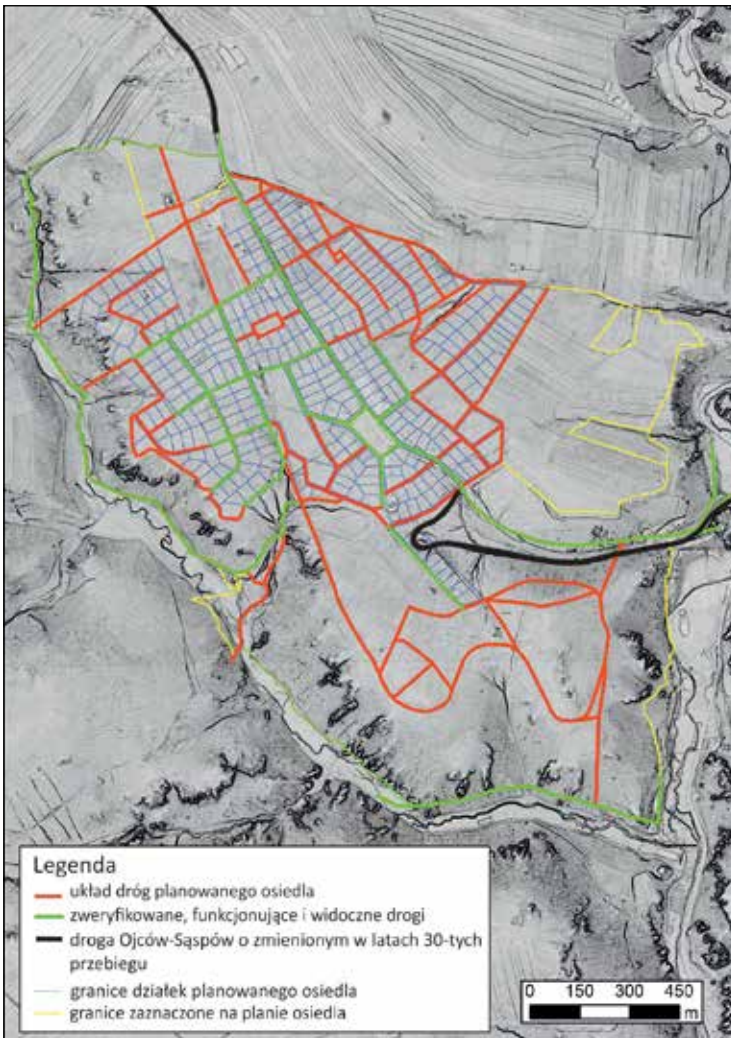 Legenda
układ dróg planowanego osiedla
zweryfikowane, funkcjonujące i widoczne drogi
droga Ojców-Sąspów o zmienionym w latach 30-tych
przebiegu
granice działek planowanego osiedla
granice zaznaczone na planie osiedla
0 150 300 450
m